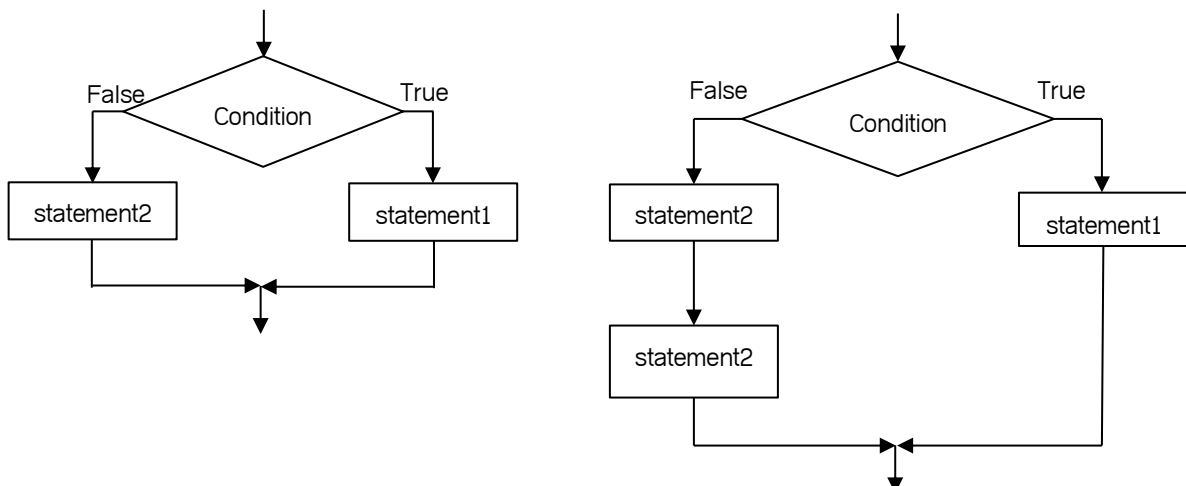 False
True
Condition
statement2
statement1
False
True
Condition
statement2
statement1
statement2